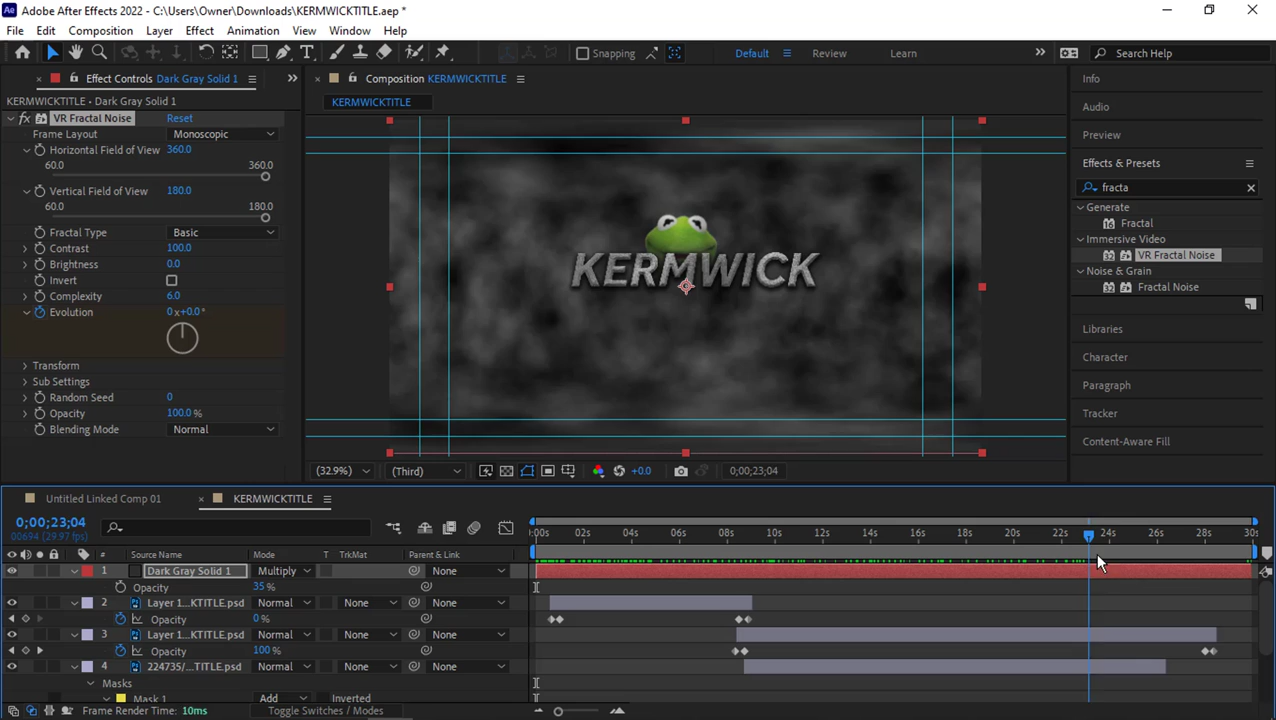 Ae Adobe After Effects 2022 - C:\Users\Owner\Downloads\KERMWICKTITLE.aep *
File Edit Composition Layer Effect Animation View Window Help
Snapping Default Review Learn Search Help
Effect Controls Dark Gray Solid 1
KERMWICKTITLE • Dark Gray Solid 1
fx VR Fractal Noise Reset
Frame Layout Monoscopic
Horizontal Field of View 360.0
60.0 360.0
Vertical Field of View 180.0
60.0 180.0
Fractal Type Basic
Contrast 100.0
Brightness 0.0
Invert
Complexity 6.0
Evolution 0x+0.0°
Transform
Sub Settings
Random Seed 0
Opacity 100.0 %
Blending Mode Normal
Composition KERMWICKTITLE
KERMWICKTITLE
KERMWICK
(32.9%) (Third) +0.0 0;00;23;04
Info
Audio
Preview
Effects & Presets
fracta
Generate
Fractal
Immersive Video
VR Fractal Noise
Noise & Grain
Fractal Noise
Libraries
Character
Paragraph
Tracker
Content-Aware Fill
Untitled Linked Comp 01 KERMWICKTITLE
0;00;23;04
00694 (29.97 fps)
:00s 02s 04s 06s 08s 10s 12s 14s 16s 18s 20s 22s 24s 26s 28s 30s
# Source Name Mode T TrkMat Parent & Link
1 Dark Gray Solid 1 Multiply None
Opacity 35 %
2 Layer 1...KTITLE.psd Normal None None
Opacity 0 %
3 Layer 1...KTITLE.psd Normal None None
Opacity 100 %
4 224735/...TITLE.psd Normal None None
Masks
Mask 1 Add Inverted
Frame Render Time: 10ms Toggle Switches / Modes